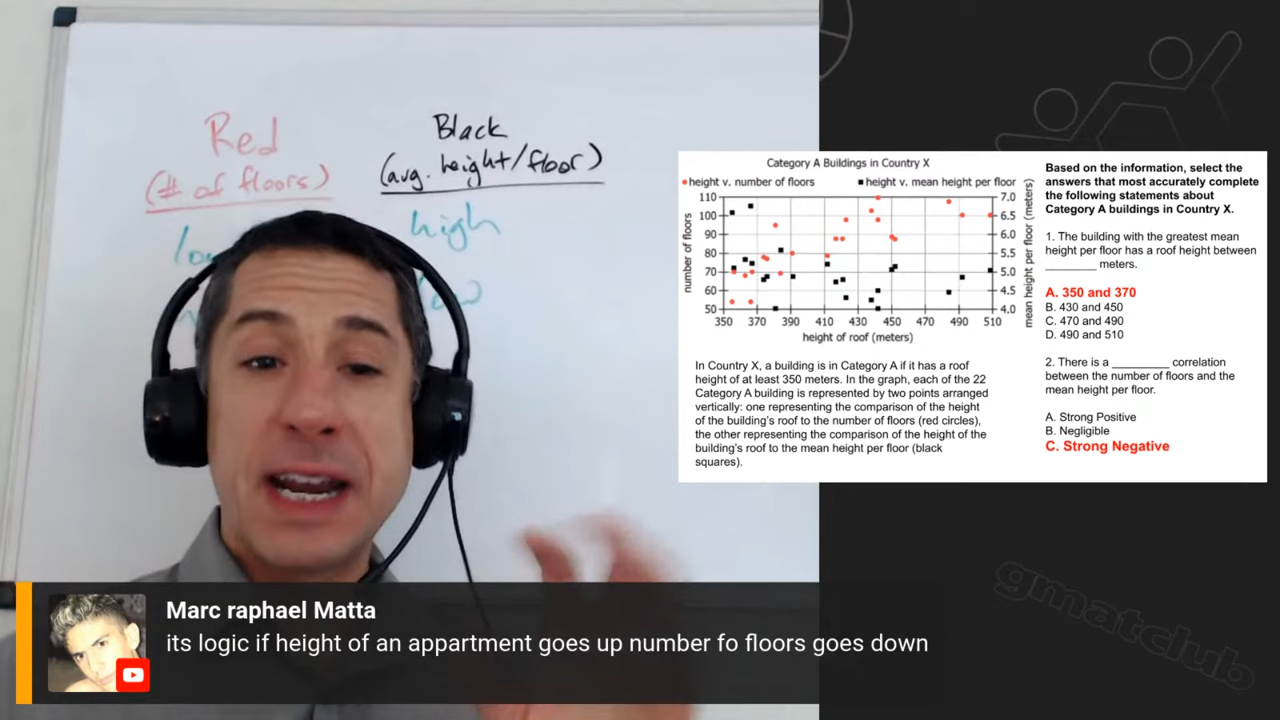 Red
(# of floors)
Black
(avg. height/floor)
high
low
Category A Buildings in Country X
height v. number of floors
height v. mean height per floor
number of floors
110
100
90
80
70
60
50
7.0
6.5
6.0
5.5
5.0
4.5
4.0
mean height per floor (meters)
350 370 390 410 430 450 470 490 510
height of roof (meters)
In Country X, a building is in Category A if it has a roof
height of at least 350 meters. In the graph, each of the 22
Category A building is represented by two points arranged
vertically: one representing the comparison of the height
of the building's roof to the number of floors (red circles),
the other representing the comparison of the height of the
building's roof to the mean height per floor (black
squares).
Based on the information, select the
answers that most accurately complete
the following statements about
Category A buildings in Country X.
1. The building with the greatest mean
height per floor has a roof height between
________ meters.
A. 350 and 370
B. 430 and 450
C. 470 and 490
D. 490 and 510
2. There is a ________ correlation
between the number of floors and the
mean height per floor.
A. Strong Positive
B. Negligible
C. Strong Negative
gmatclub
Marc raphael Matta
its logic if height of an appartment goes up number fo floors goes down